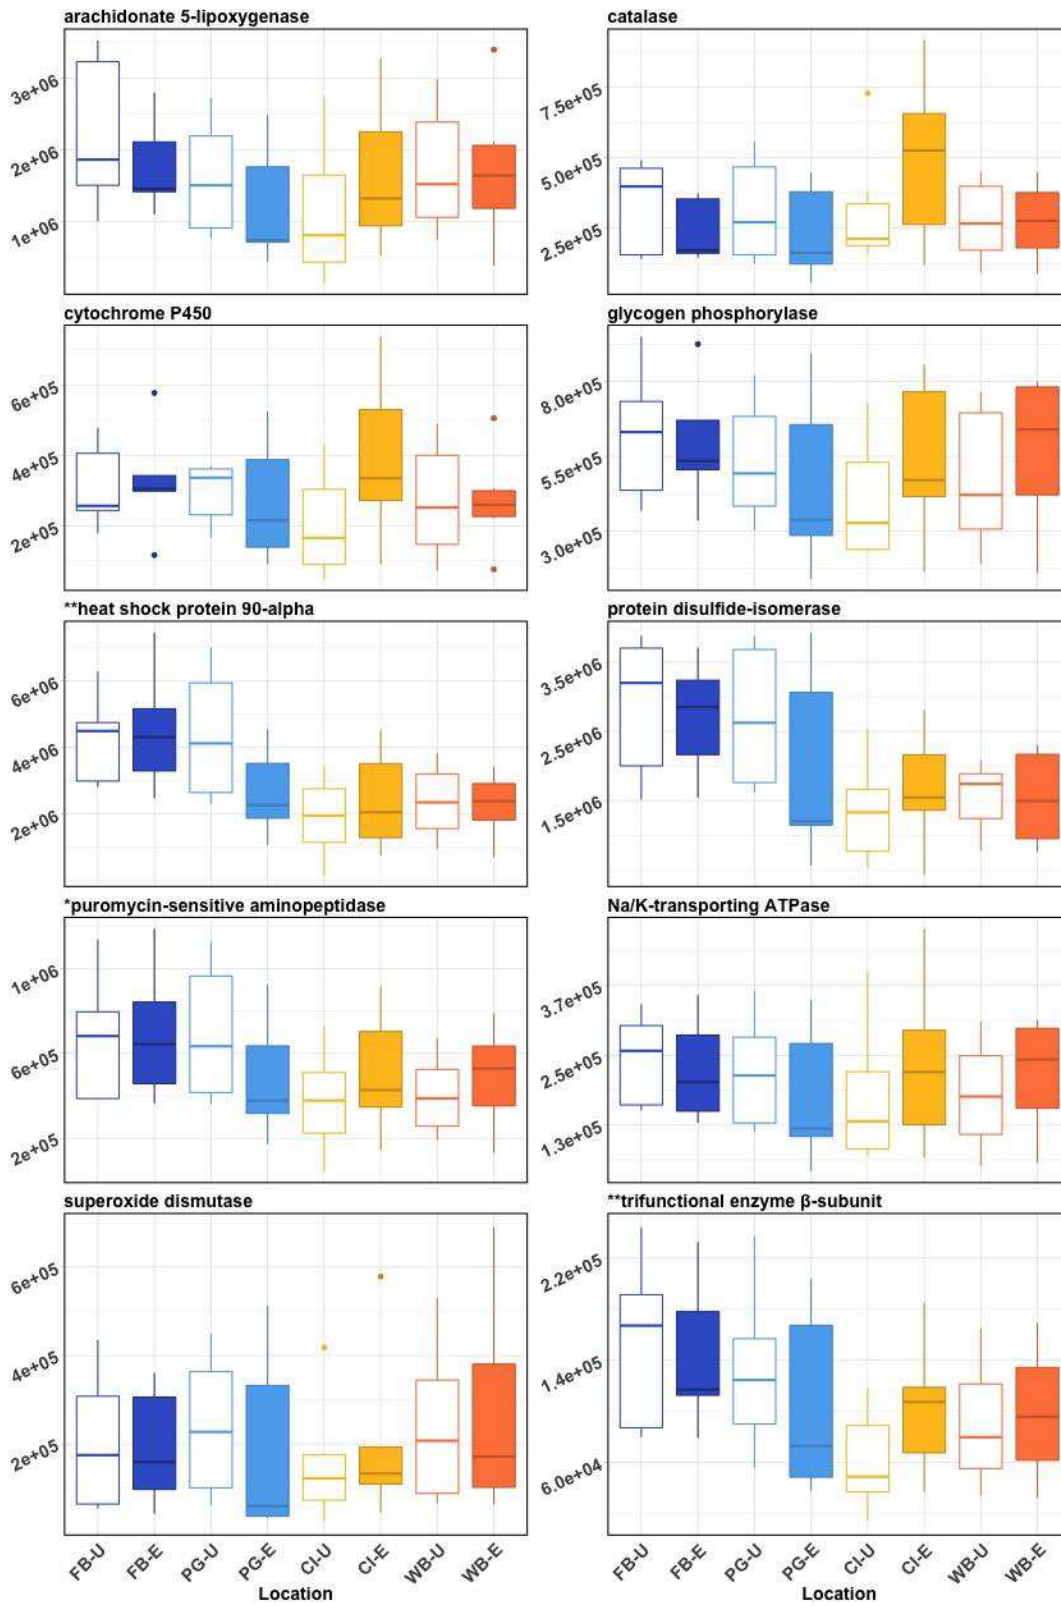 arachidonate 5-lipoxygenase
3e+06
2e+06
1e+06
catalase
7.5e+05
5.0e+05
2.5e+05
cytochrome P450
6e+05
4e+05
2e+05
glycogen phosphorylase
8.0e+05
5.5e+05
3.0e+05
**heat shock protein 90-alpha
6e+06
4e+06
2e+06
protein disulfide-isomerase
3.5e+06
2.5e+06
1.5e+06
*puromycin-sensitive aminopeptidase
1e+06
6e+05
2e+05
Na/K-transporting ATPase
3.7e+05
2.5e+05
1.3e+05
superoxide dismutase
6e+05
4e+05
2e+05
**trifunctional enzyme β-subunit
2.2e+05
1.4e+05
6.0e+04
FB-U FB-E PG-U PG-E CI-U CI-E WB-U WB-E
Location
FB-U FB-E PG-U PG-E CI-U CI-E WB-U WB-E
Location